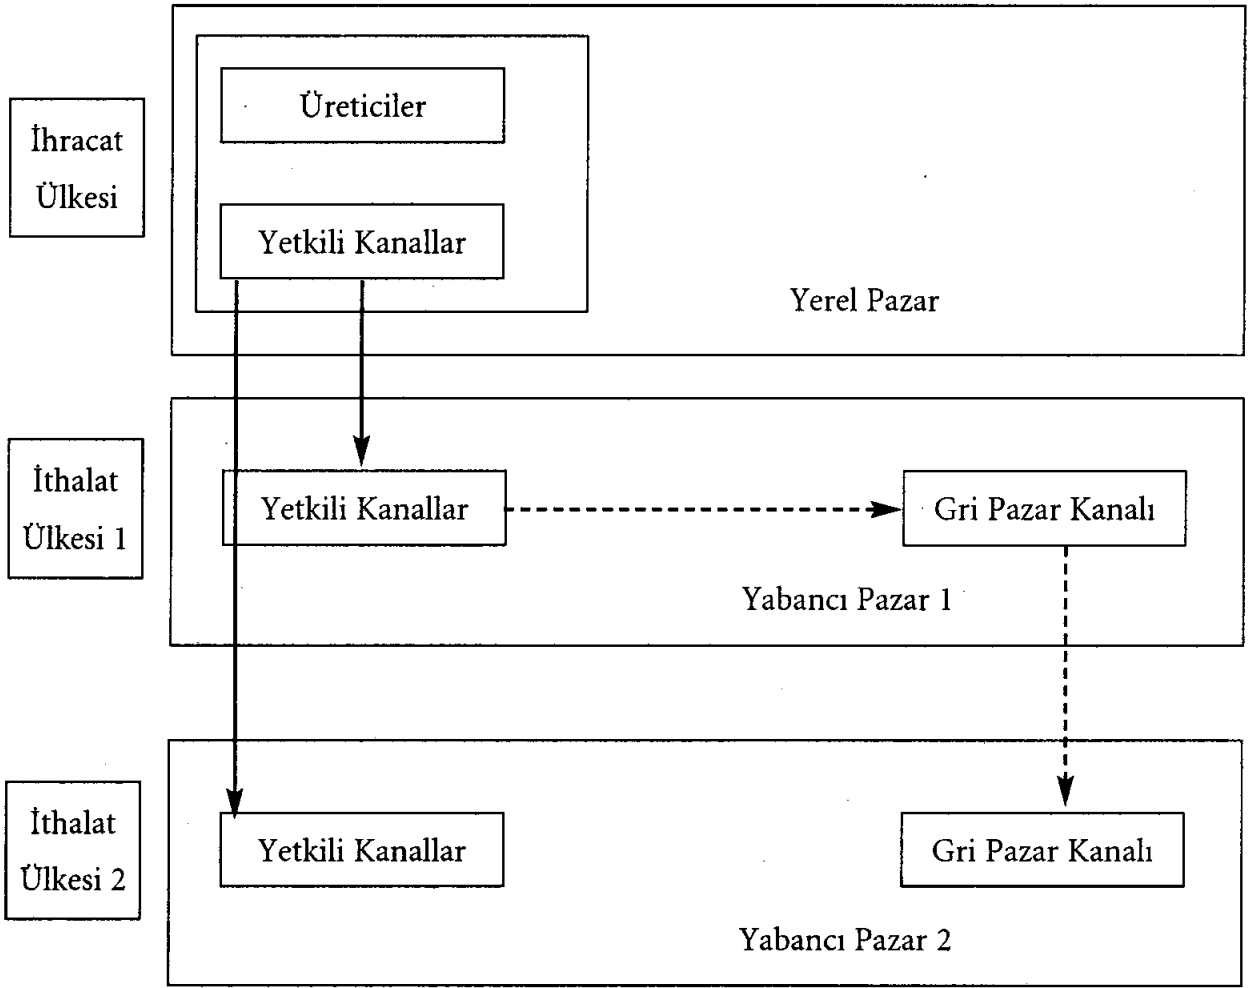 Üreticiler
İhracat
Ülkesi
Yetkili Kanallar
Yerel Pazar
İthalat
Ülkesi 1
Yetkili Kanallar
Gri Pazar Kanalı
Yabancı Pazar 1
İthalat
Ülkesi 2
Yetkili Kanallar
Gri Pazar Kanalı
Yabancı Pazar 2